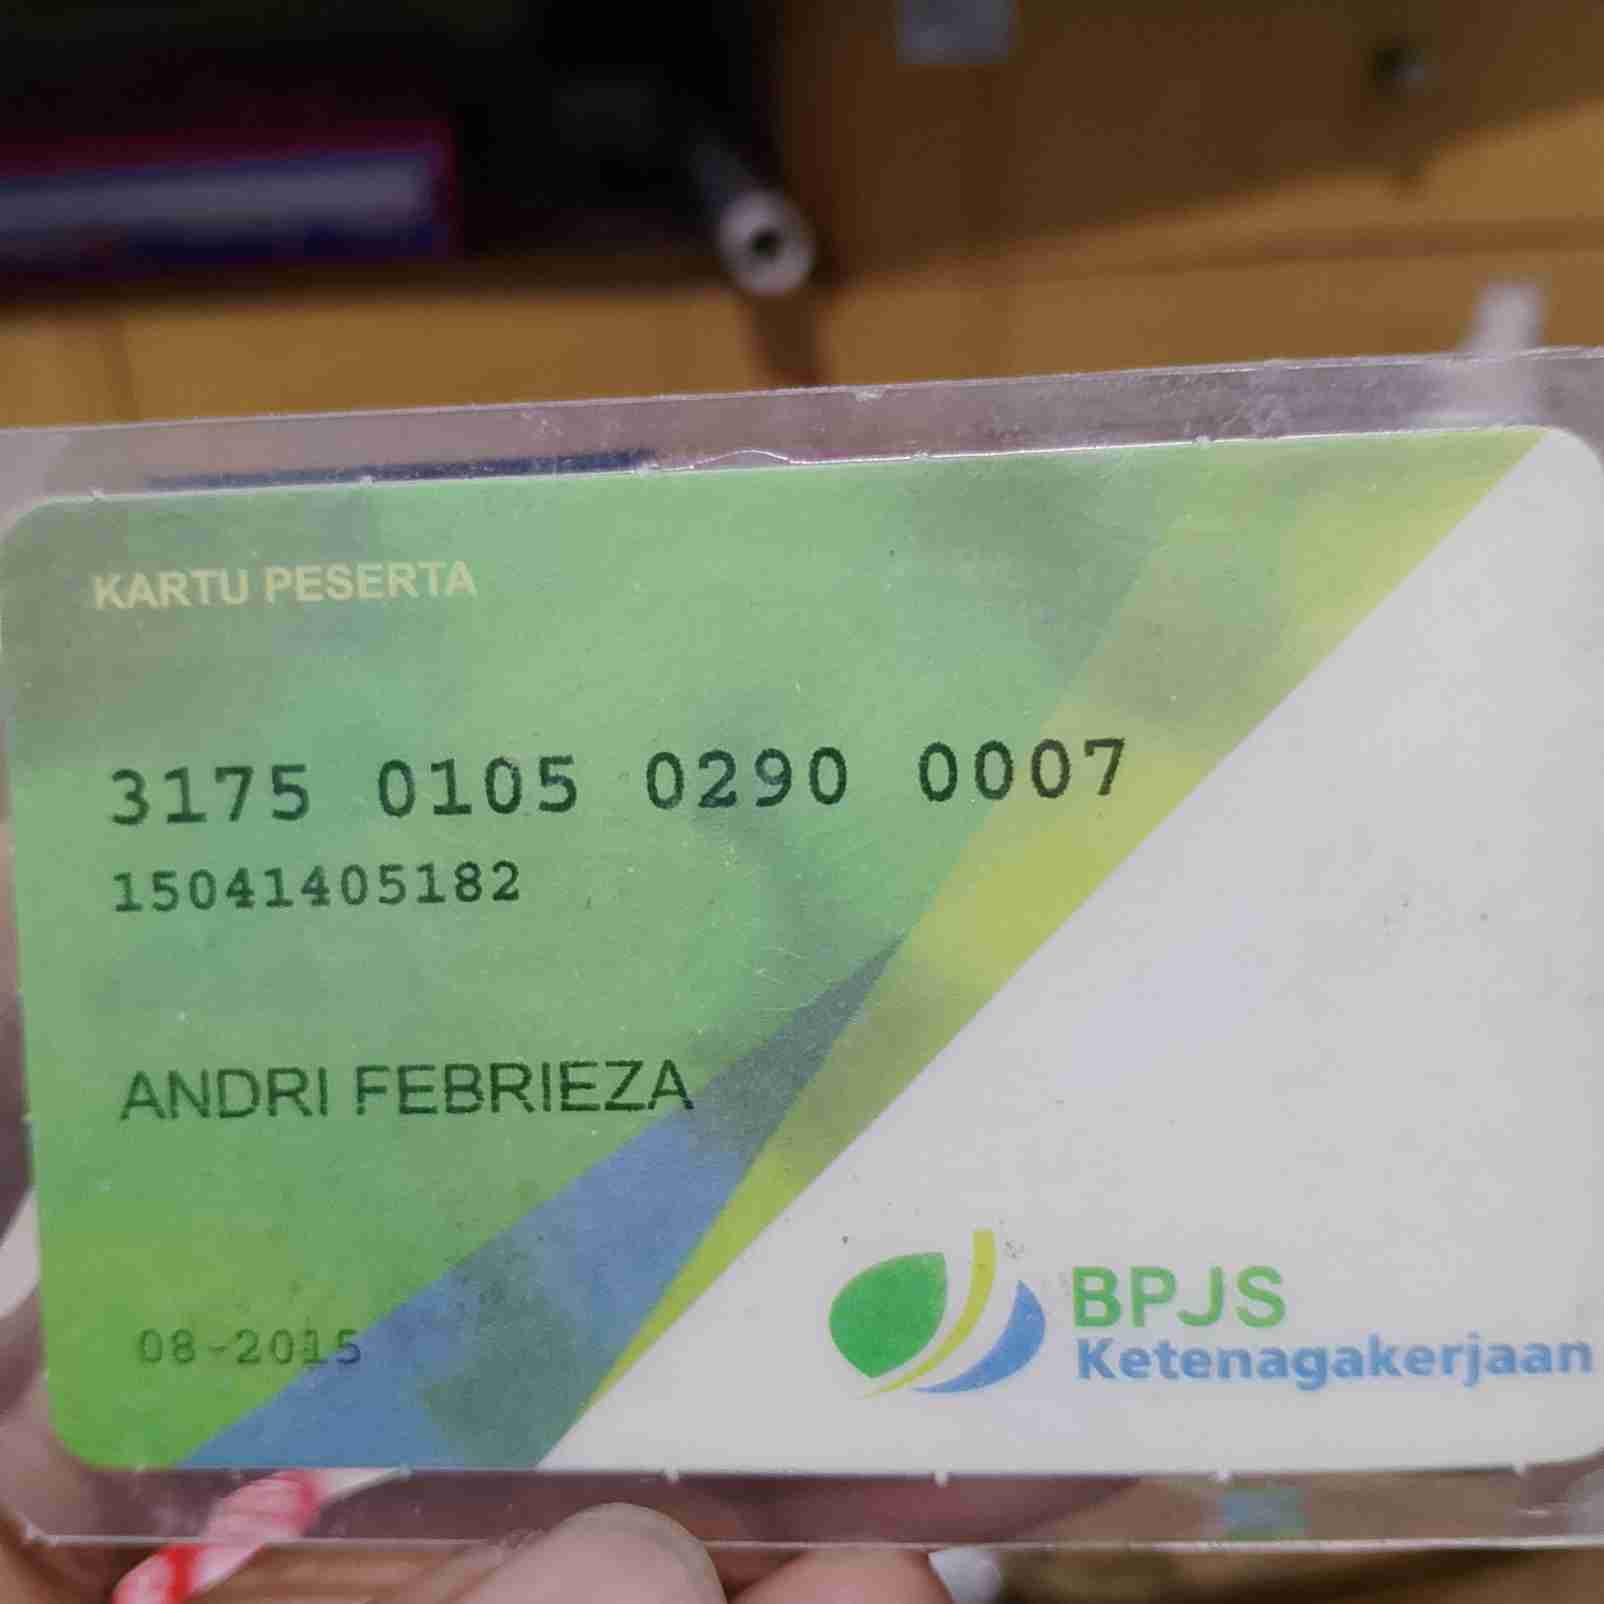 KARTU PESERTA
3175 0105 0290 0007
15041405182
ANDRI FEBRIEZA
08-2015
BPJS
Ketenagakerjaan